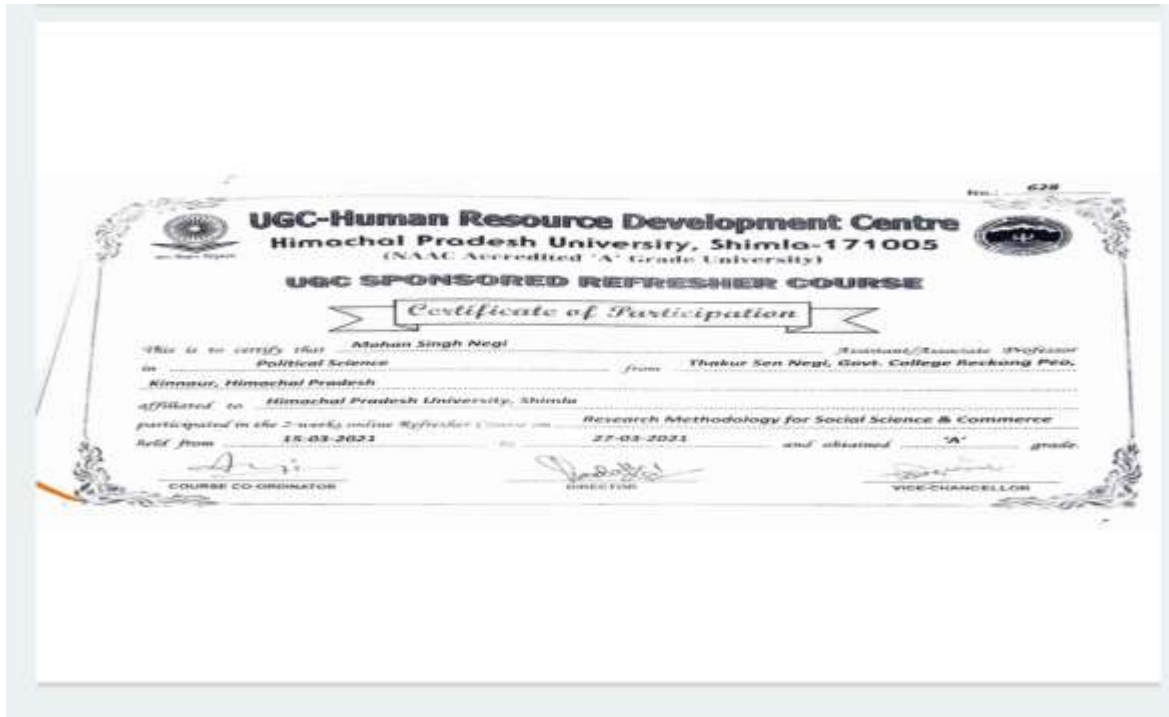 No.: 628
UGC-Human Resource Development Centre
Himachal Pradesh University, Shimla-171005
(NAAC Accredited 'A' Grade University)
UGC SPONSORED REFRESHER COURSE
Certificate of Participation
This is to certify that Mohan Singh Negi Assistant/Associate Professor
in Political Science from Thakur Sen Negi, Govt. College Reckong Peo,
Kinnaur, Himachal Pradesh
affiliated to Himachal Pradesh University, Shimla
participated in the 2-weeks online Refresher Course on Research Methodology for Social Science & Commerce
held from 15-03-2021 to 27-03-2021 and obtained 'A' grade.
COURSE CO-ORDINATOR DIRECTOR VICE-CHANCELLOR